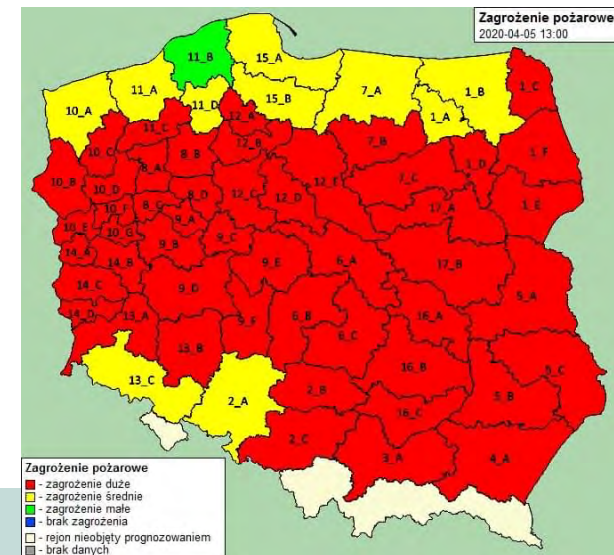 Zagrożenie pożarowe
2020-04-05 13:00
11_B
15_A
1_C
11_A
10_A
7_A
1_B
11_D
15_B
1_A
12_A
11_C
12_B
7_B
10_C
8_B
1_F
8_A
1_D
10_B
10_D
8_D
12_C
12_D
12_E
7_C
8_C
10_F
17_A
1_E
9_A
10_E
10_G
9_B
9_C
14_A
14_B
9_E
6_A
17_B
14_C
9_D
5_A
14_D
13_A
6_B
16_A
9_F
6_C
13_B
16_B
5_C
13_C
2_A
2_B
5_B
16_C
2_C
3_A
4_A
Zagrożenie pożarowe
- zagrożenie duże
- zagrożenie średnie
- zagrożenie małe
- brak zagrożenia
- rejon nieobjęty prognozowaniem
- brak danych